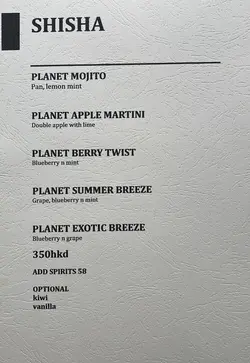 SHISHA
PLANET MOJITO
Pan, lemon mint
PLANET APPLE MARTINI
Double apple with lime
PLANET BERRY TWIST
Blueberry n mint
PLANET SUMMER BREEZE
Grape, blueberry n mint
PLANET EXOTIC BREEZE
Blueberry n grape
350hkd
ADD SPIRITS 58
OPTIONAL
kiwi
vanilla